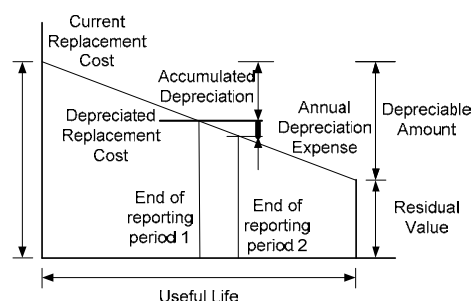 Current
Replacement
Cost
Accumulated
Depreciation
Depreciated
Replacement
Cost
Annual
Depreciation
Expense
Depreciable
Amount
End of
reporting
period 1
End of
reporting
period 2
Residual
Value
Useful Life